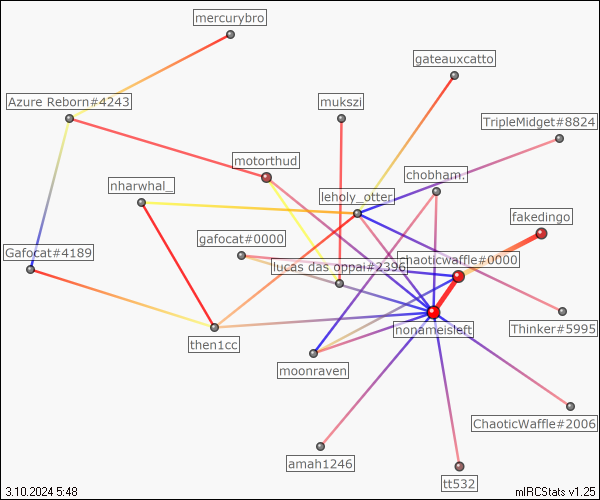 mercurybro
gateauxcatto
Azure Reborn#4243
mukszi
TripleMidget#8824
motorthud
chobham.
nharwhal_
leholy_otter
fakedingo
gafocat#0000
Gafocat#4189
chaoticwaffle#0000
lucas das oppai#2396
nonameisleft
Thinker#5995
then1cc
moonraven
ChaoticWaffle#2006
amah1246
tt532
3.10.2024 5:48
mIRCStats v1.25